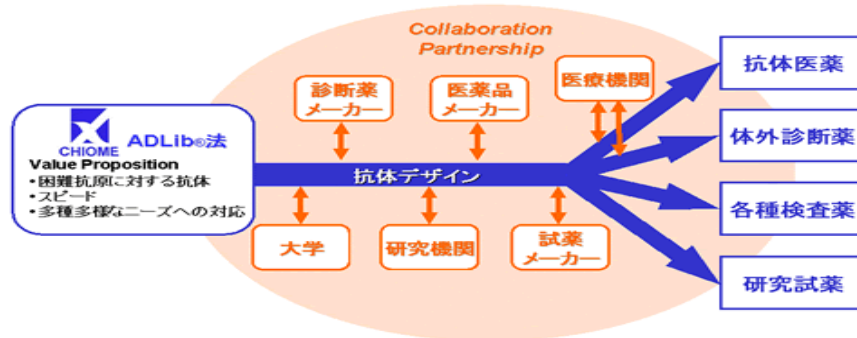 Collaboration
Partnership
診断薬
メーカー
医薬品
メーカー
医療機関
抗体医薬
体外診断薬
各種検査薬
研究試薬
CHIOME
ADLib®法
Value Proposition
•困難抗原に対する抗体
•スピード
•多種多様なニーズへの対応
抗体デザイン
大学
研究機関
試薬
メーカー